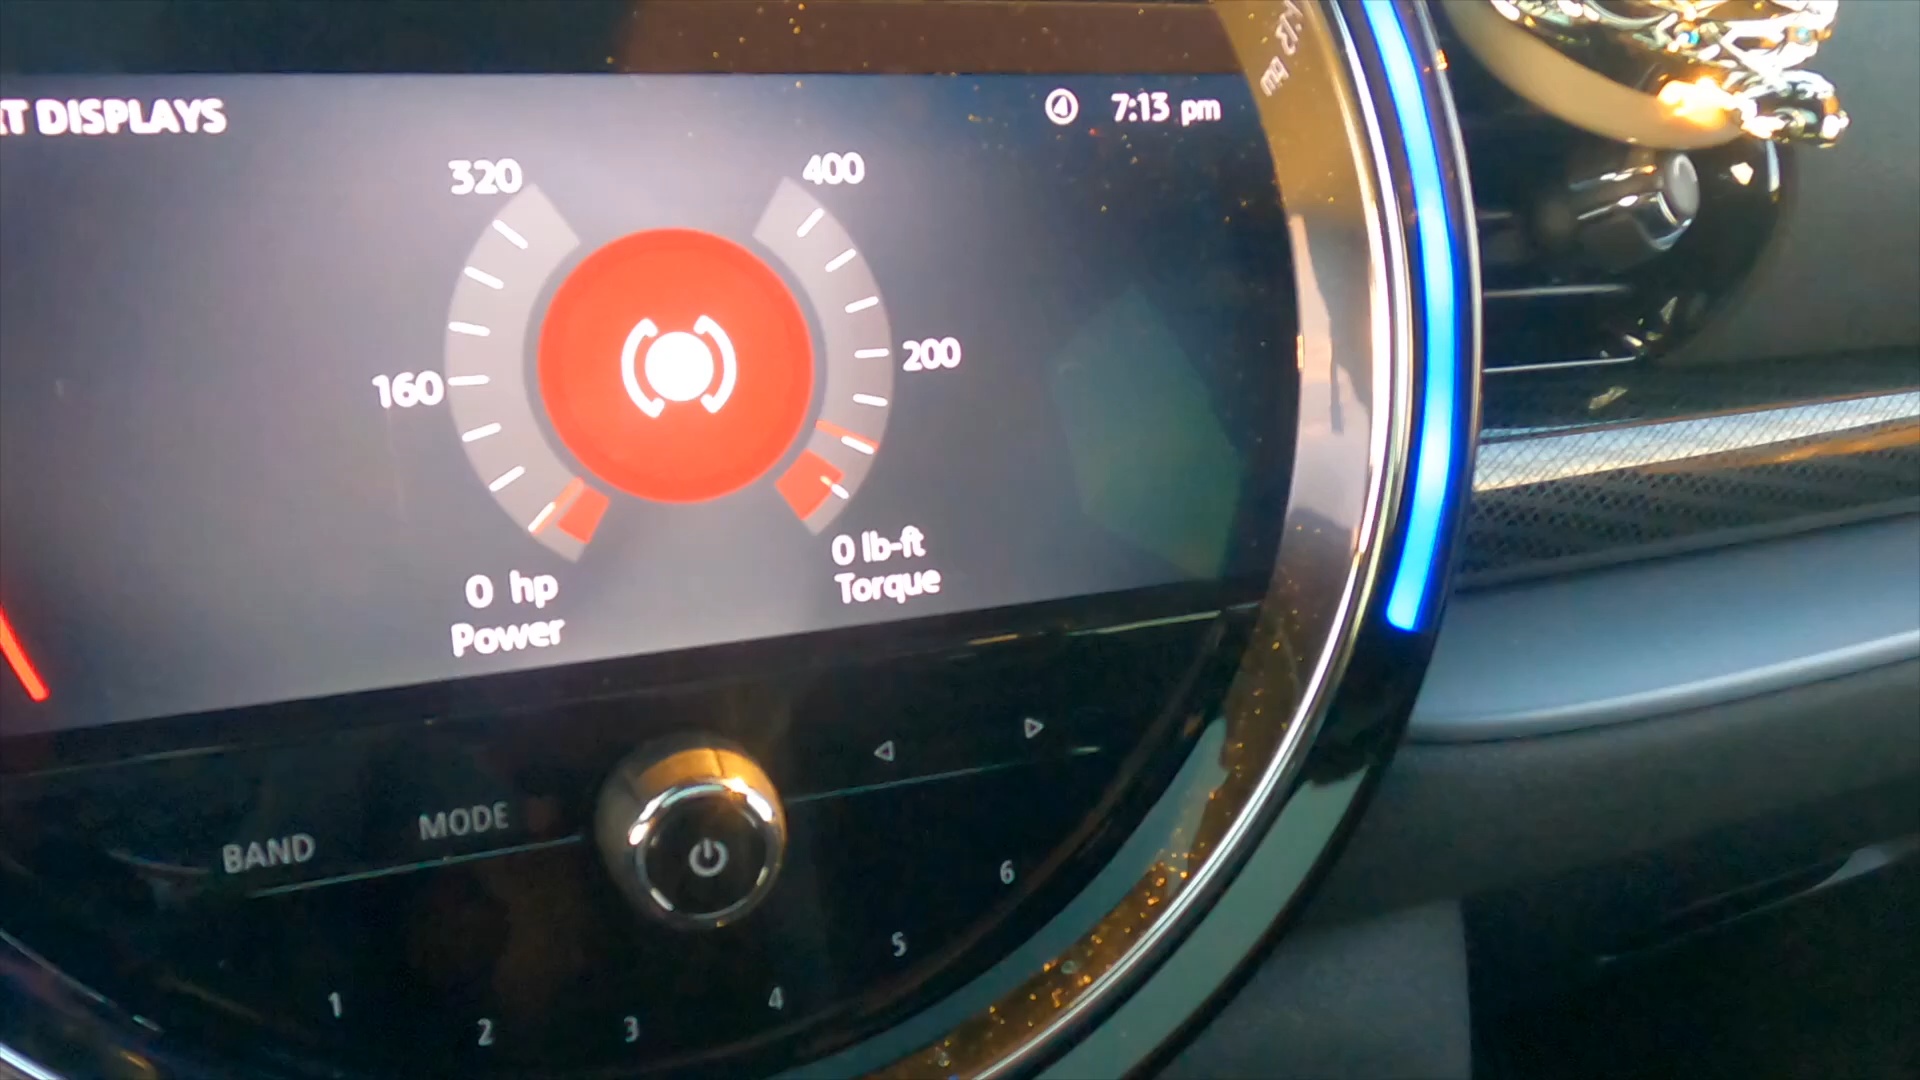 T DISPLAYS
7:13 pm
320
400
160
200
0 hp
Power
0 lb-ft
Torque
BAND
MODE
1
2
3
4
5
6